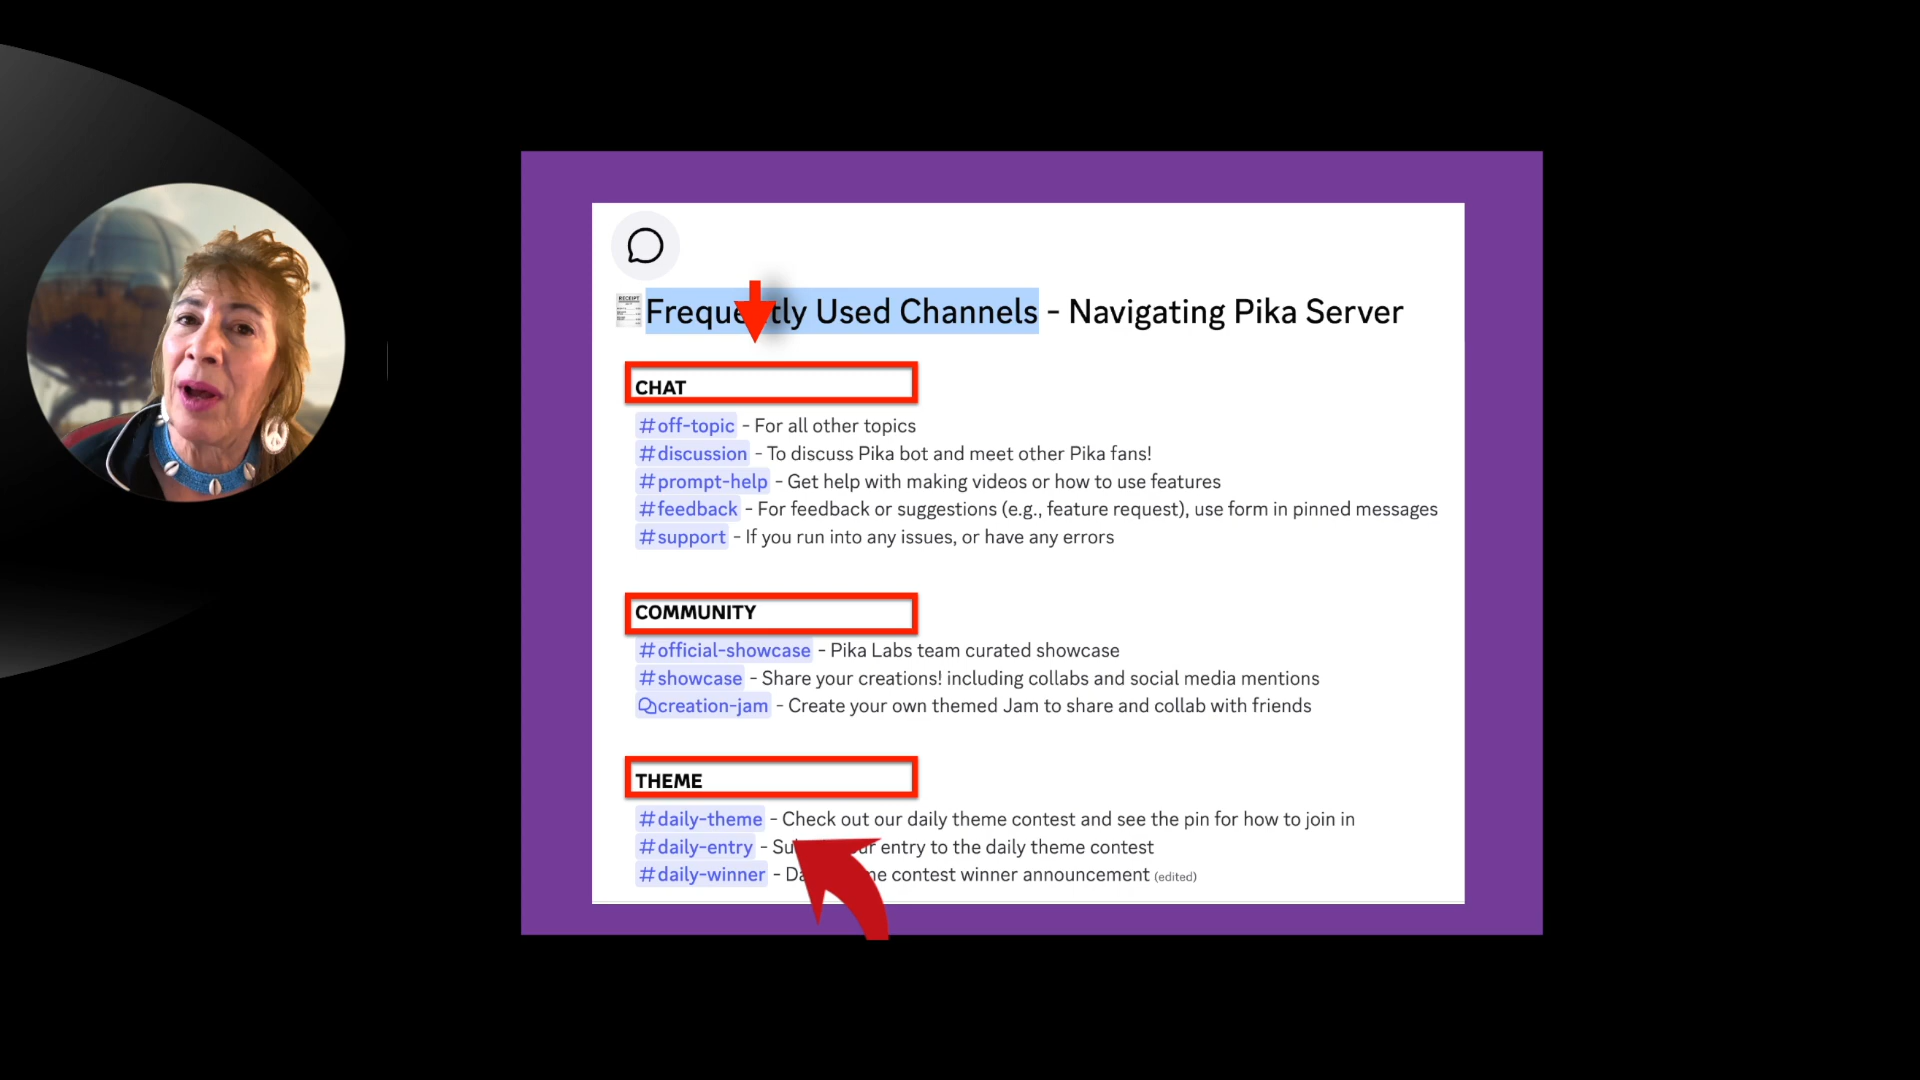 RECEIPT
Frequently Used Channels - Navigating Pika Server
CHAT
#off-topic - For all other topics
#discussion - To discuss Pika bot and meet other Pika fans!
#prompt-help - Get help with making videos or how to use features
#feedback - For feedback or suggestions (e.g., feature request), use form in pinned messages
#support - If you run into any issues, or have any errors
COMMUNITY
#official-showcase - Pika Labs team curated showcase
#showcase - Share your creations! including collabs and social media mentions
creation-jam - Create your own themed Jam to share and collab with friends
THEME
#daily-theme - Check out our daily theme contest and see the pin for how to join in
#daily-entry - entry to the daily theme contest
#daily-winner - contest winner announcement (edited)